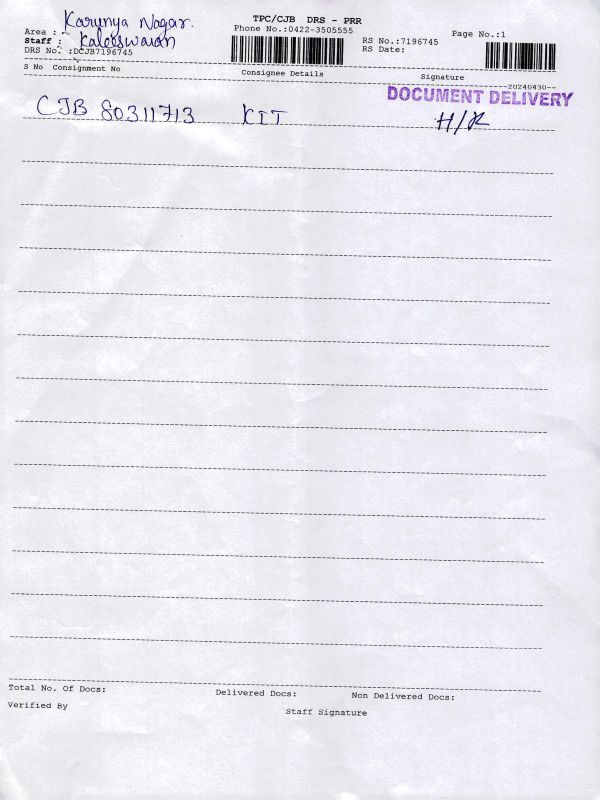 TPC/CJB DRS - PRR
Area : Karunya Nagar.
Phone No.:0422-3505555
Page No.:1
Staff : Kaleeswaran
RS No.:7196745
DRS No. :DCJB7196745
RS Date:
S No Consignment No Consignee Details Signature
--20240430--
DOCUMENT DELIVERY
CJB 80311713 KIT H/R
Total No. Of Docs: Delivered Docs: Non Delivered Docs:
Verified By Staff Signature